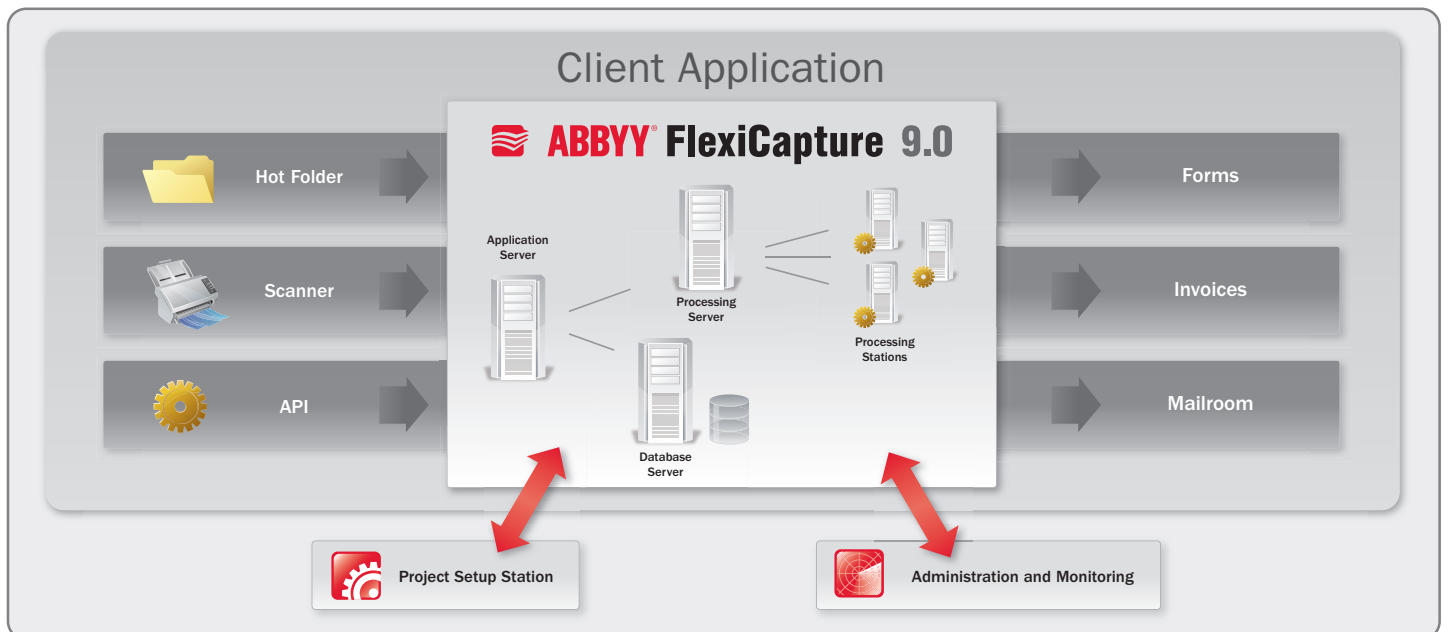 Client Application
ABBYY® FlexiCapture 9.0
Hot Folder
Scanner
API
Application
Server
Processing
Server
Database
Server
Processing
Stations
Forms
Invoices
Mailroom
Project Setup Station
Administration and Monitoring